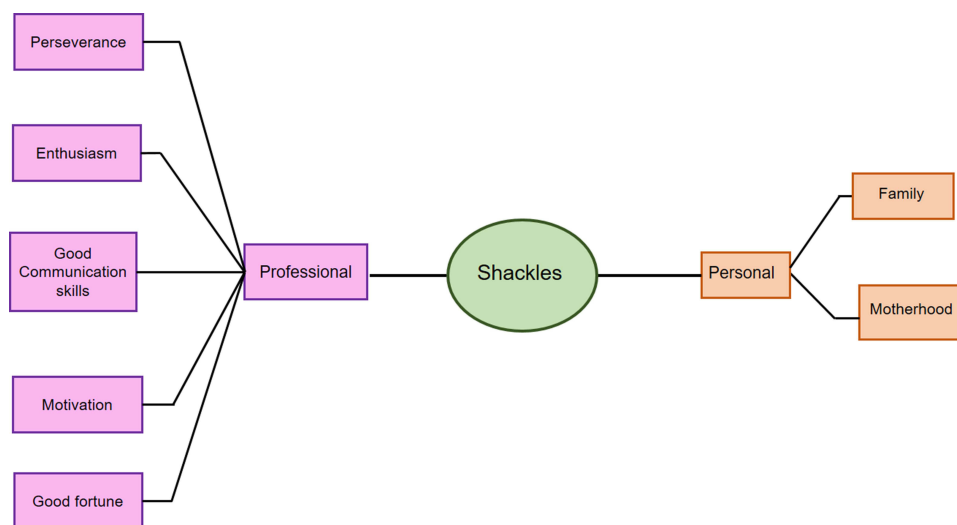 Perseverance
Enthusiasm
Good
Communication
skills
Motivation
Good fortune
Professional
Shackles
Personal
Family
Motherhood